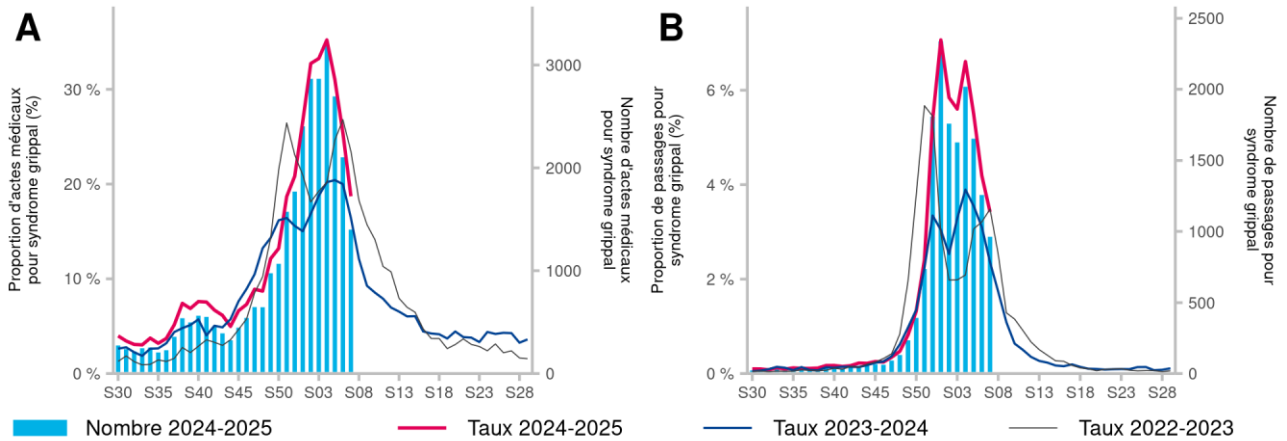 A
Proportion d'actes médicaux
pour syndrome grippal (%)
30 %
20 %
10 %
0 %
3000
2000
1000
0
Nombre d'actes médicaux
pour syndrome grippal
S30 S35 S40 S45 S50 S03 S08 S13 S18 S23 S28
B
Proportion de passages pour
syndrome grippal (%)
6 %
4 %
2 %
0 %
2500
2000
1500
1000
500
0
Nombre de passages pour
syndrome grippal
S30 S35 S40 S45 S50 S03 S08 S13 S18 S23 S28
Nombre 2024-2025 Taux 2024-2025 Taux 2023-2024 Taux 2022-2023